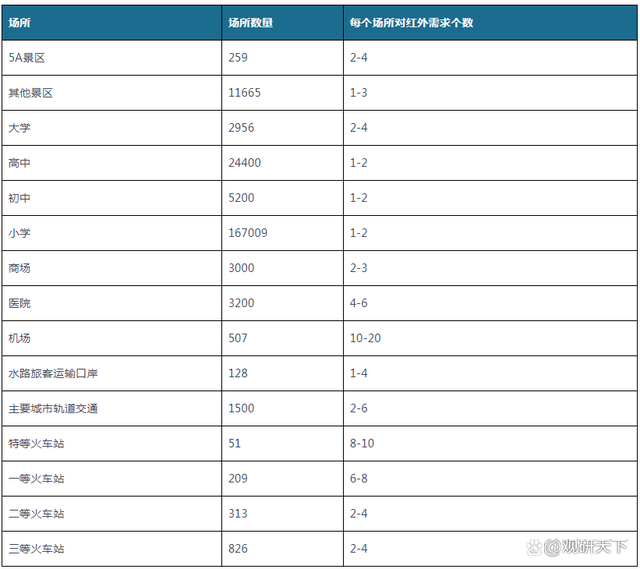 场所 场所数量 每个场所对红外需求个数
5A景区 259 2-4
其他景区 11665 1-3
大学 2956 2-4
高中 24400 1-2
初中 5200 1-2
小学 167009 1-2
商场 3000 2-3
医院 3200 4-6
机场 507 10-20
水路旅客运输口岸 128 1-4
主要城市轨道交通 1500 2-6
特等火车站 51 8-10
一等火车站 209 6-8
二等火车站 313 2-4
三等火车站 826 2-4
@观研天下